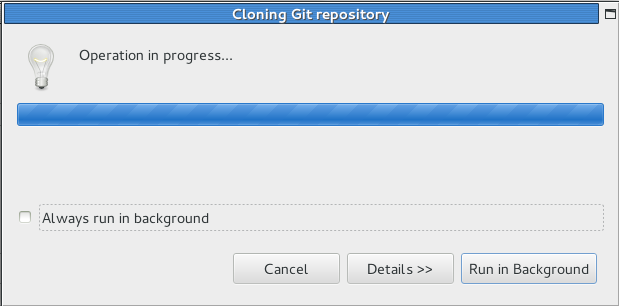 Cloning Git repository
Operation in progress...
Always run in background
Cancel
Details >>
Run in Background